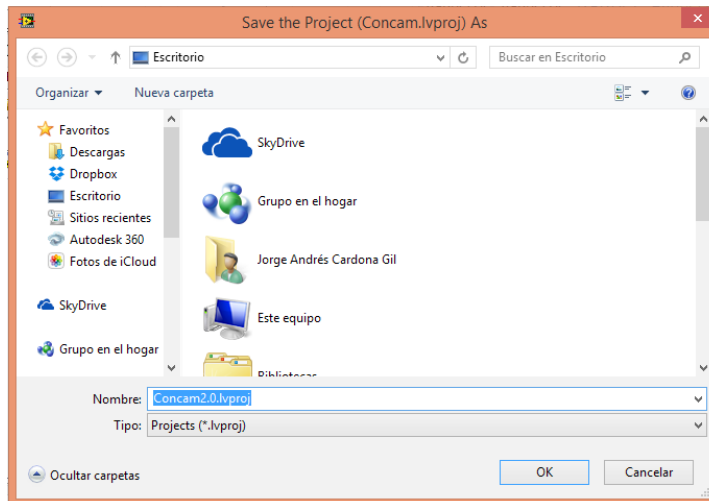 Save the Project (Concam.lvproj) As
Escritorio
Buscar en Escritorio
Organizar
Nueva carpeta
Favoritos
Descargas
Dropbox
Escritorio
Sitios recientes
Autodesk 360
Fotos de iCloud
SkyDrive
Grupo en el hogar
SkyDrive
Grupo en el hogar
Jorge Andrés Cardona Gil
Este equipo
Bibliotecas
Nombre: Concam2.0.lvproj
Tipo: Projects (*.lvproj)
Ocultar carpetas
OK
Cancelar